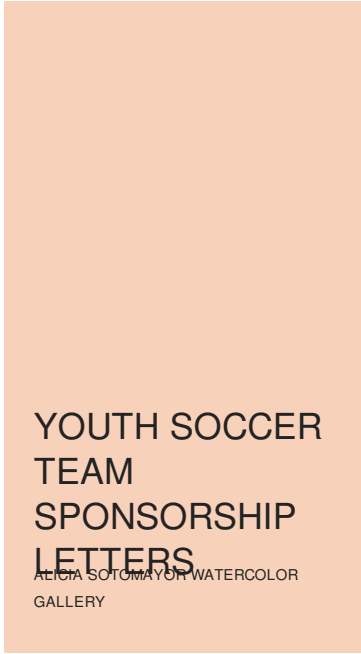 YOUTH SOCCER
TEAM
SPONSORSHIP
LETTERS
ALICIA SOTOMAYOR WATERCOLOR
GALLERY